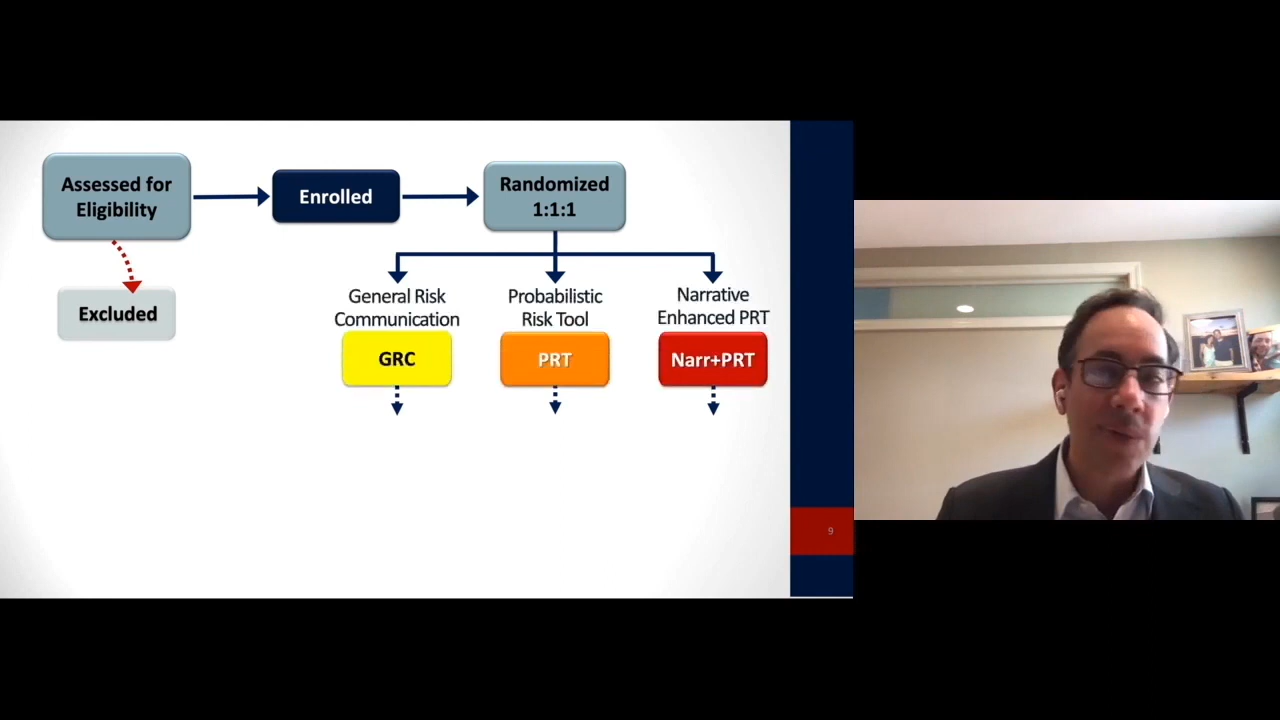 Assessed for
Eligibility
Enrolled
Randomized
1:1:1
Excluded
General Risk
Communication
GRC
Probabilistic
Risk Tool
PRT
Narrative
Enhanced PRT
Narr+PRT
9